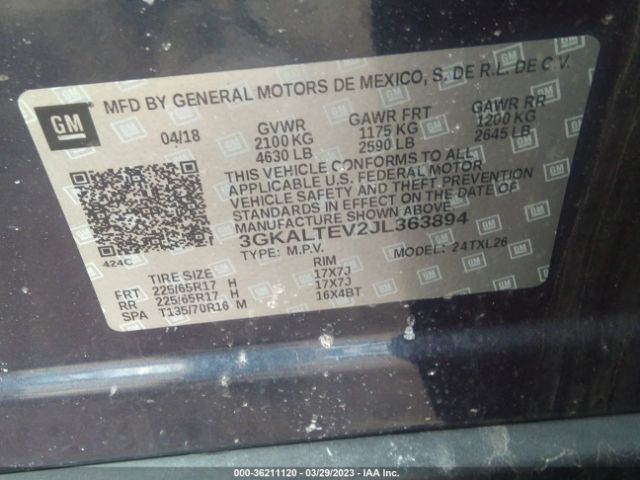 MFD BY GENERAL MOTORS DE MEXICO, S. DE R.L. DE C.V.
GM
04/18 GVWR GAWR FRT GAWR RR
2100 KG 1175 KG 1200 KG
4630 LB 2590 LB 2645 LB
THIS VEHICLE CONFORMS TO ALL
APPLICABLE U.S. FEDERAL MOTOR
VEHICLE SAFETY AND THEFT PREVENTION
STANDARDS IN EFFECT ON THE DATE OF
MANUFACTURE SHOWN ABOVE.
3GKALTEV2JL363894
424C TYPE: M.P.V. MODEL: 24TXL26
TIRE SIZE RIM
FRT 225/65R17 H 17X7J
RR 225/65R17 H 17X7J
SPA T135/70R16 M 16X4BT
000-36211120 — 03/29/2023 — IAA Inc.